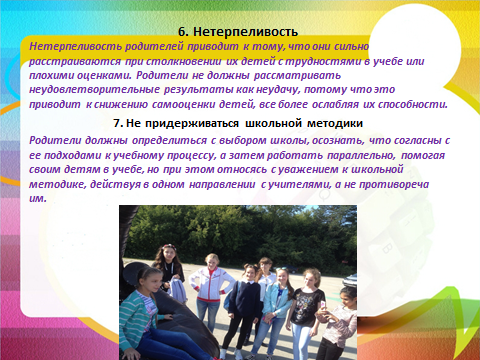 6. Нетерпеливость
Нетерпеливость родителей приводит к тому, что они сильно
расстраиваются при столкновении их детей с трудностями в учебе или
плохими оценками. Родители не должны рассматривать
неудовлетворительные результаты как неудачу, потому что это
приводит к снижению самооценки детей, все более ослабляя их способности.
7. Не придерживаться школьной методики
Родители должны определиться с выбором школы, осознать, что согласны с
ее подходами к учебному процессу, а затем работать параллельно, помогая
своим детям в учебе, но при этом относясь с уважением к школьной
методике, действуя в одном направлении с учителями, а не противореча
им.